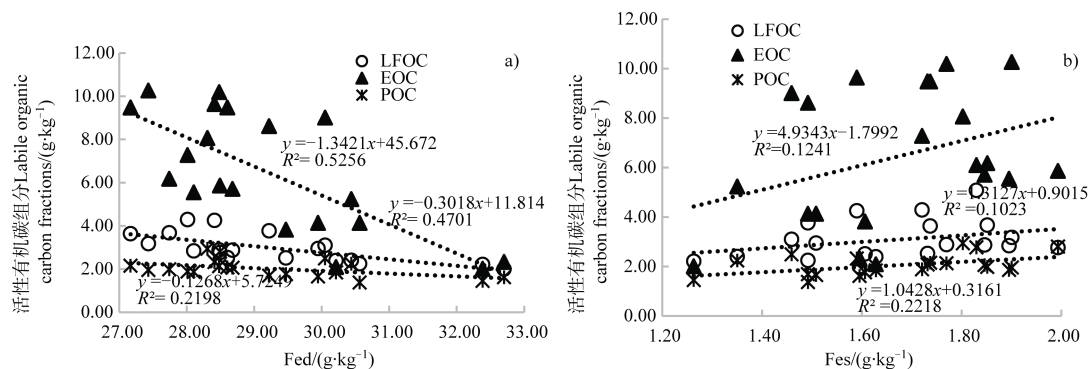 活性有机碳组分Labile organic
carbon fractions/(g·kg⁻¹)
12.00
10.00
8.00
6.00
4.00
2.00
0.00
27.00
28.00
29.00
30.00
31.00
32.00
33.00
Fed/(g·kg⁻¹)
LFOC
EOC
POC
a)
y=−1.3421x+45.672
R²= 0.5256
y=−0.3018x+11.814
R²= 0.4701
y=−0.1268x+5.7249
R²= 0.2198
活性有机碳组分Labile organic
carbon fractions/(g·kg⁻¹)
12.00
10.00
8.00
6.00
4.00
2.00
0.00
1.20
1.40
1.60
1.80
2.00
Fes/(g·kg⁻¹)
LFOC
EOC
POC
b)
y=4.9343x−1.7992
R²=0.1241
y=1.3127x+0.9015
R²=0.1023
y=1.0428x+0.3161
R²=0.2218